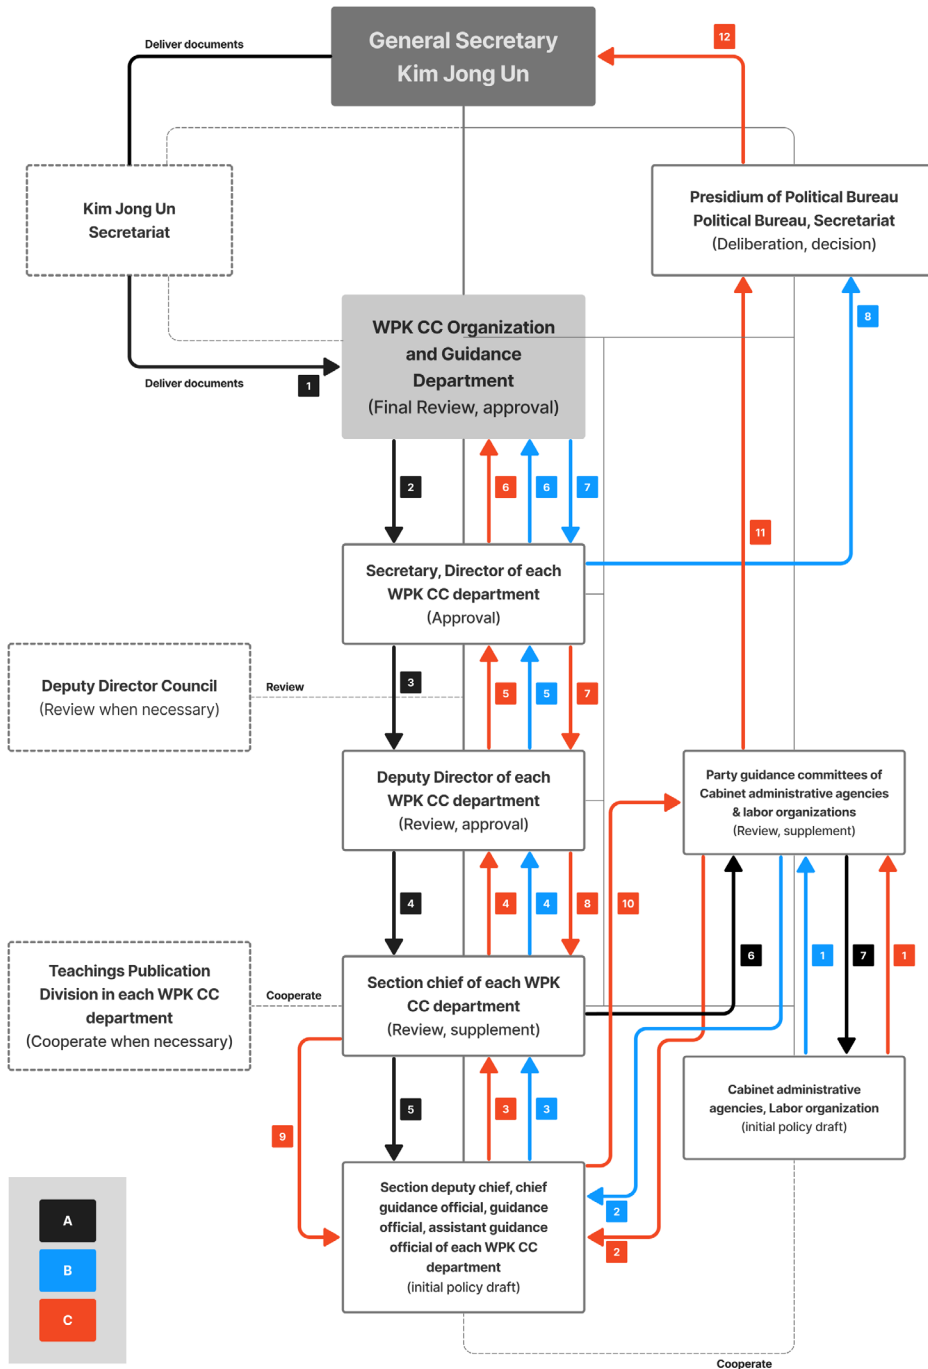 Deliver documents
General Secretary
Kim Jong Un
12
Kim Jong Un
Secretariat
Presidium of Political Bureau
Political Bureau, Secretariat
(Deliberation, decision)
8
WPK CC Organization
and Guidance
Department
(Final Review, approval)
Deliver documents
1
2
6
6
7
11
Secretary, Director of each
WPK CC department
(Approval)
Deputy Director Council
(Review when necessary)
Review
3
5
5
7
Deputy Director of each
WPK CC department
(Review, approval)
Party guidance committees of
Cabinet administrative agencies
& labor organizations
(Review, supplement)
4
4
4
8
10
6
1
7
1
Teachings Publication
Division in each WPK CC
department
(Cooperate when necessary)
Cooperate
Section chief of each WPK
CC department
(Review, supplement)
Cabinet administrative
agencies, Labor organization
(initial policy draft)
9
5
3
3
Section deputy chief, chief
guidance official, guidance
official, assistant guidance
official of each WPK CC
department
(initial policy draft)
2
2
A
B
C
Cooperate